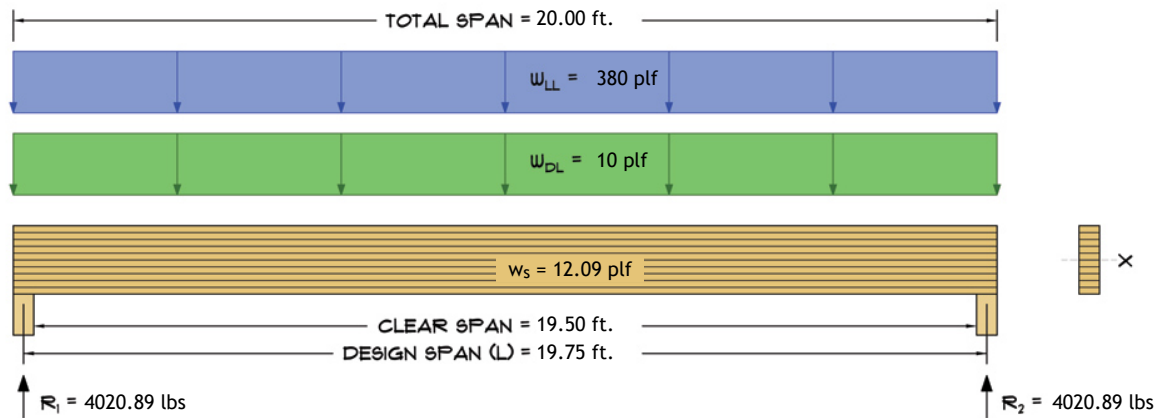 TOTAL SPAN = 20.00 ft.
wLL = 380 plf
wDL = 10 plf
ws = 12.09 plf
X
CLEAR SPAN = 19.50 ft.
DESIGN SPAN (L) = 19.75 ft.
R1 = 4020.89 lbs
R2 = 4020.89 lbs